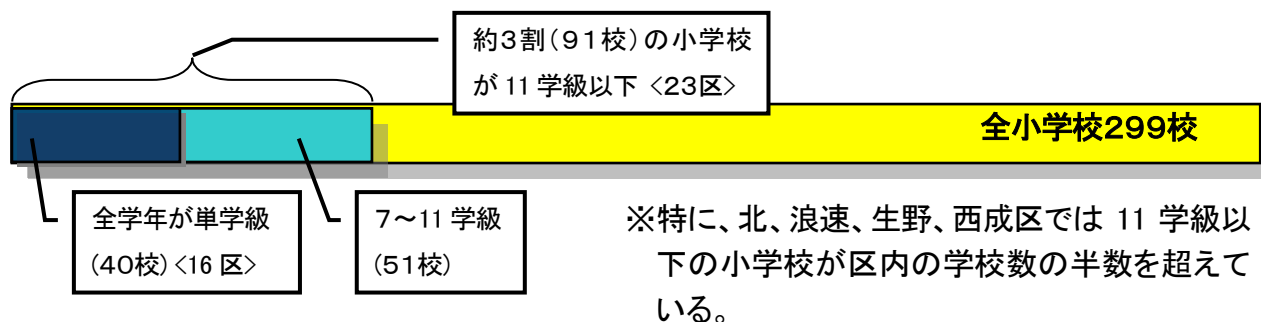 約3割(91校)の小学校
が 11 学級以下 <23区>
全小学校299校
全学年が単学級
(40校)<16 区>
7～11 学級
(51校)
※特に、北、浪速、生野、西成区では 11 学級以
下の小学校が区内の学校数の半数を超えて
いる。